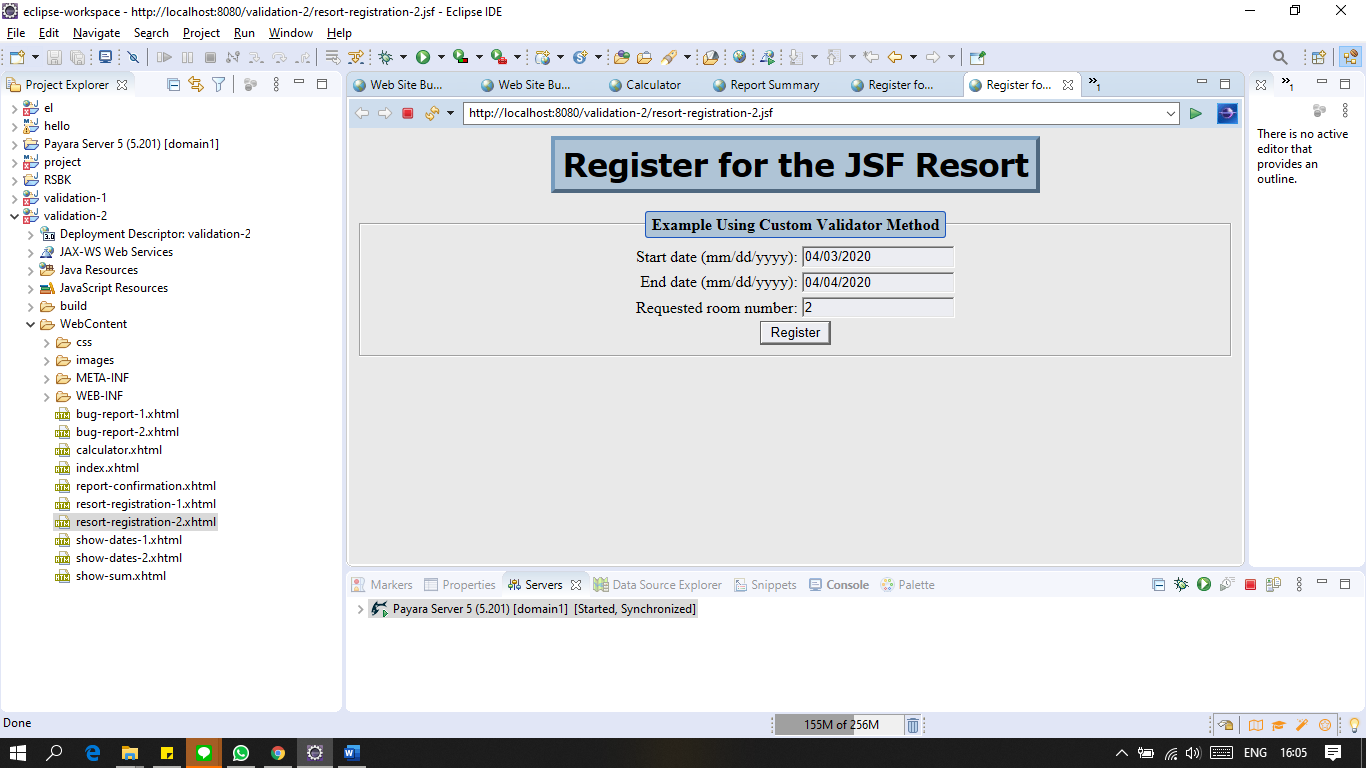 eclipse-workspace - http://localhost:8080/validation-2/resort-registration-2.jsf - Eclipse IDE
File Edit Navigate Search Project Run Window Help
Project Explorer
el
hello
Payara Server 5 (5.201) [domain1]
project
RSBK
validation-1
validation-2
Deployment Descriptor: validation-2
3.0
JAX-WS Web Services
Java Resources
JavaScript Resources
build
WebContent
css
images
META-INF
WEB-INF
bug-report-1.xhtml
bug-report-2.xhtml
calculator.xhtml
index.xhtml
report-confirmation.xhtml
resort-registration-1.xhtml
resort-registration-2.xhtml
show-dates-1.xhtml
show-dates-2.xhtml
show-sum.xhtml
Web Site Bu... Web Site Bu... Calculator Report Summary Register fo... Register fo... »1
http://localhost:8080/validation-2/resort-registration-2.jsf
Register for the JSF Resort
Example Using Custom Validator Method
Start date (mm/dd/yyyy): 04/03/2020
End date (mm/dd/yyyy): 04/04/2020
Requested room number: 2
Register
»1
There is no active
editor that
provides an
outline.
Markers Properties Servers Data Source Explorer Snippets Console Palette
Payara Server 5 (5.201) [domain1] [Started, Synchronized]
Done
155M of 256M
ENG 16:05